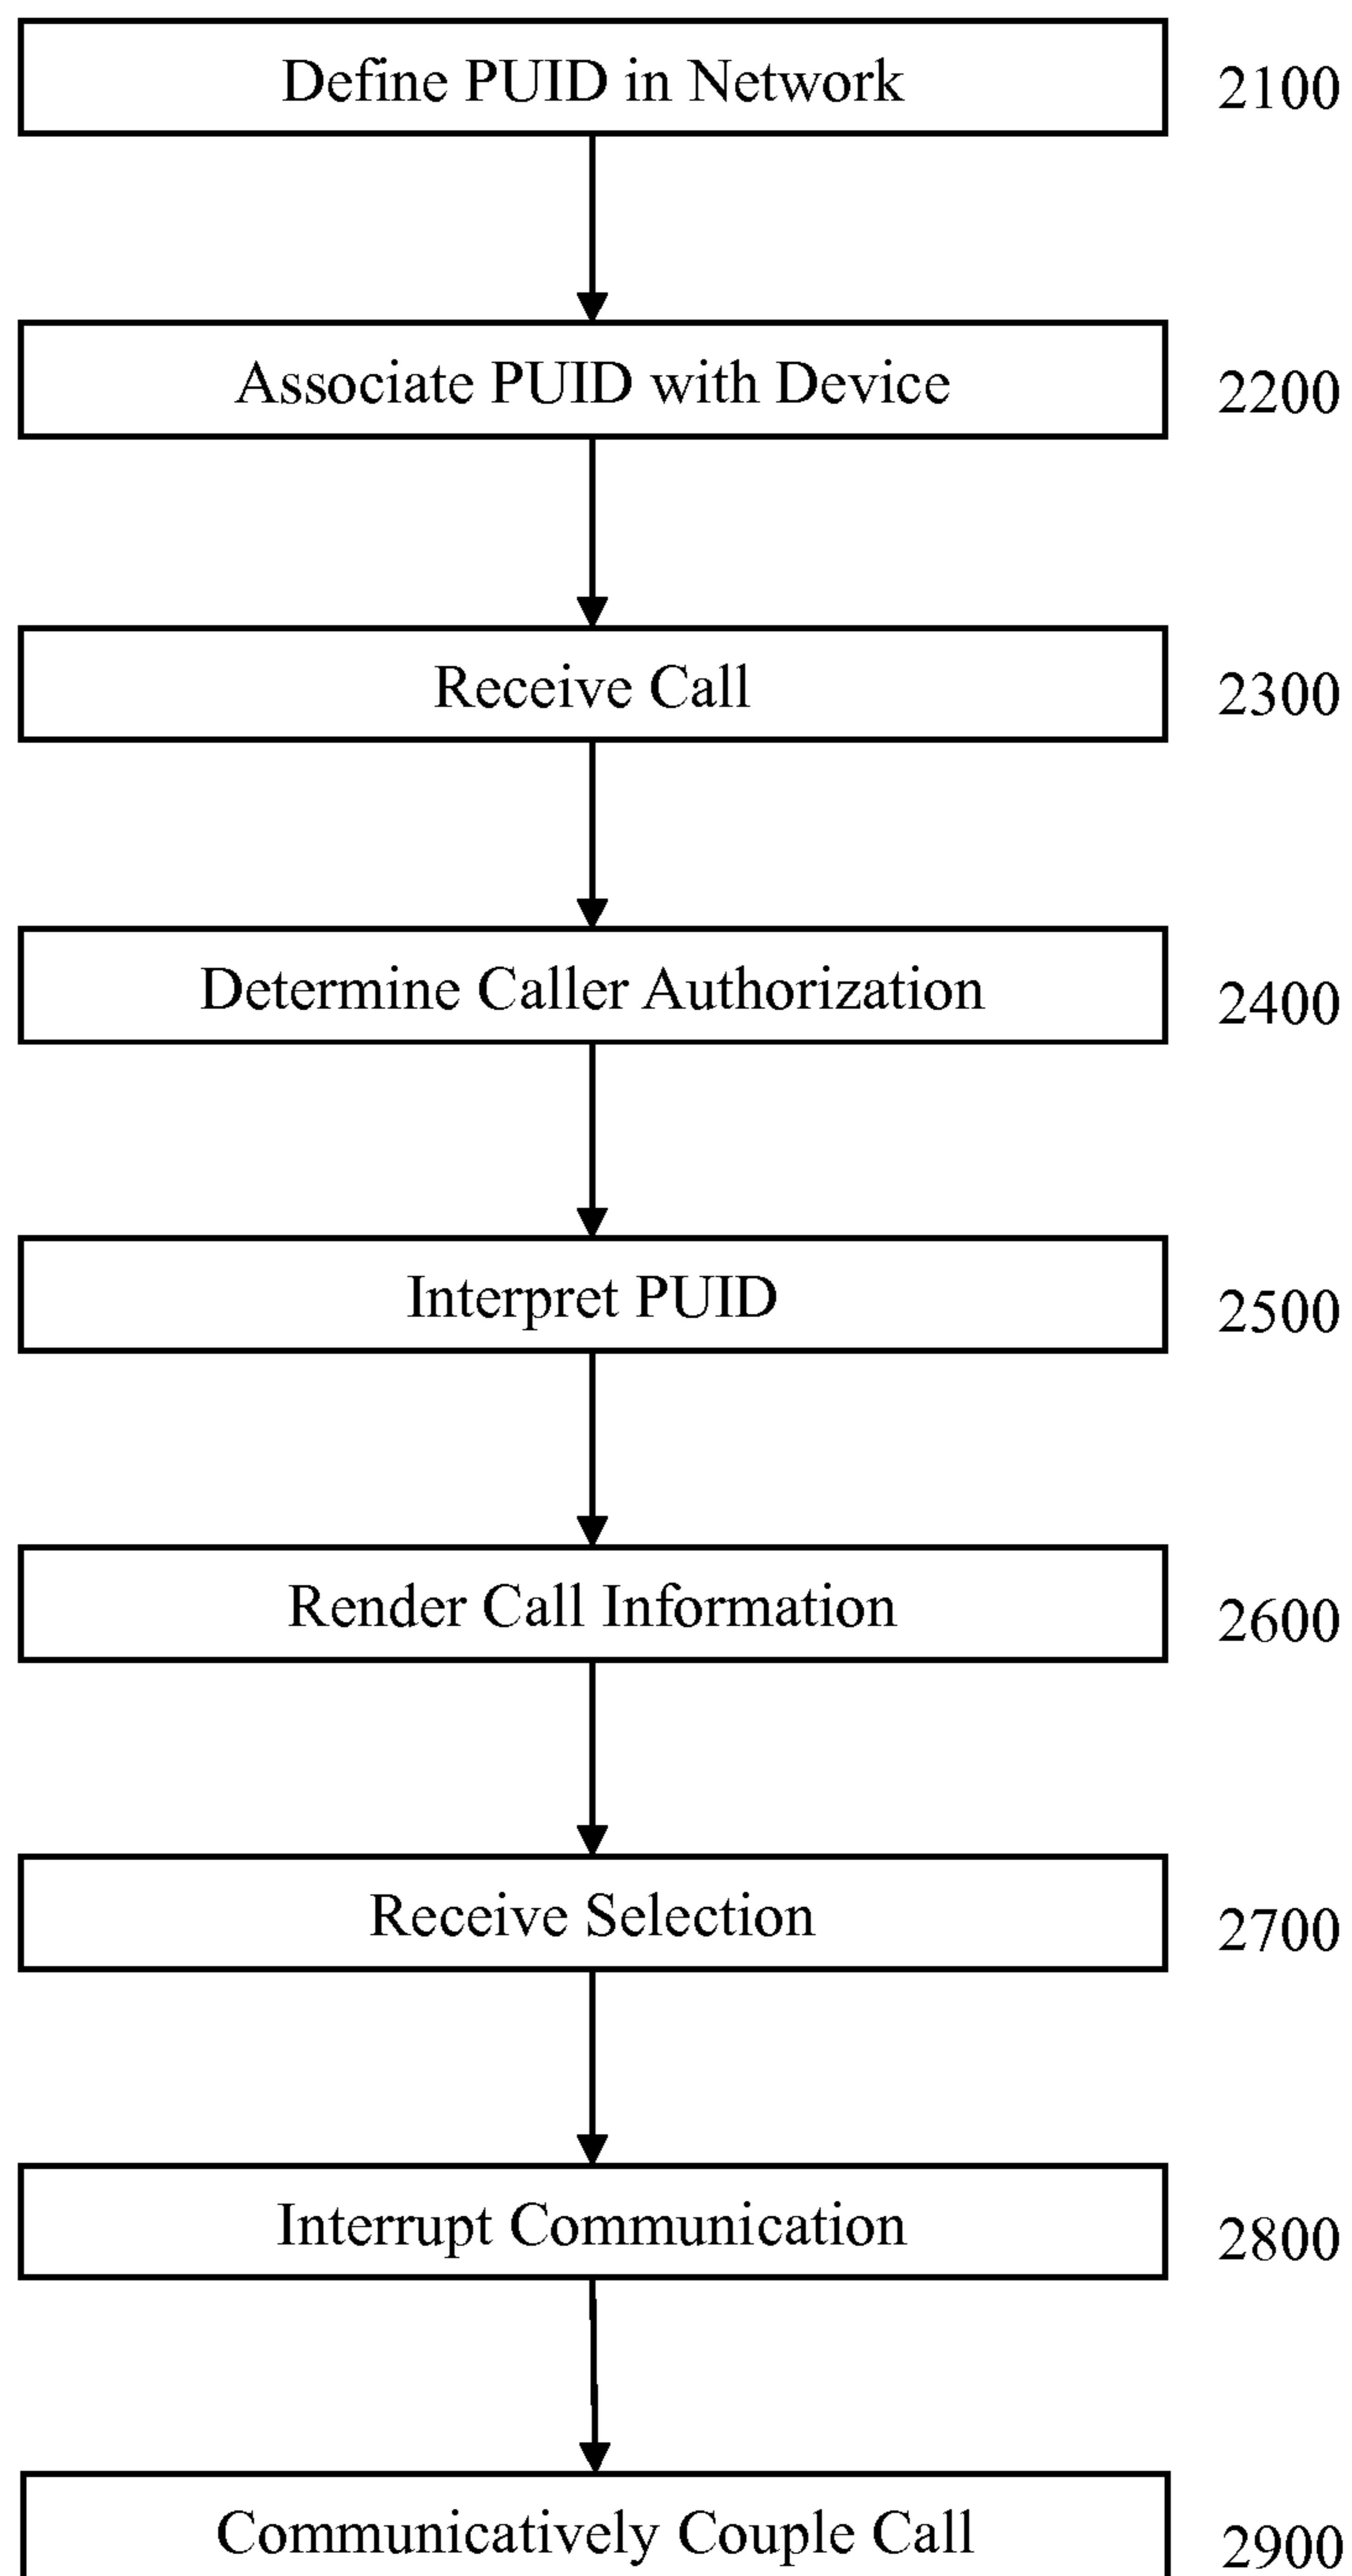 Define PUID in Network 2100
Associate PUID with Device 2200
Receive Call 2300
Determine Caller Authorization 2400
Interpret PUID 2500
Render Call Information 2600
Receive Selection 2700
Interrupt Communication 2800
Communicatively Couple Call 2900